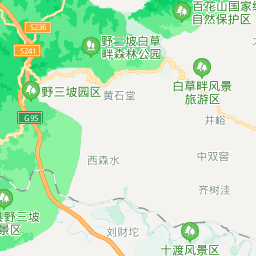 百花山国家级
自然保护区
S236
S241
野三坡白草
畔森林公园
白草畔风景
旅游区
野三坡园区
黄石堂
G95
井峪
西森水
中双窖
齐树洼
县野三坡
景区
刘财坨
十渡风景区